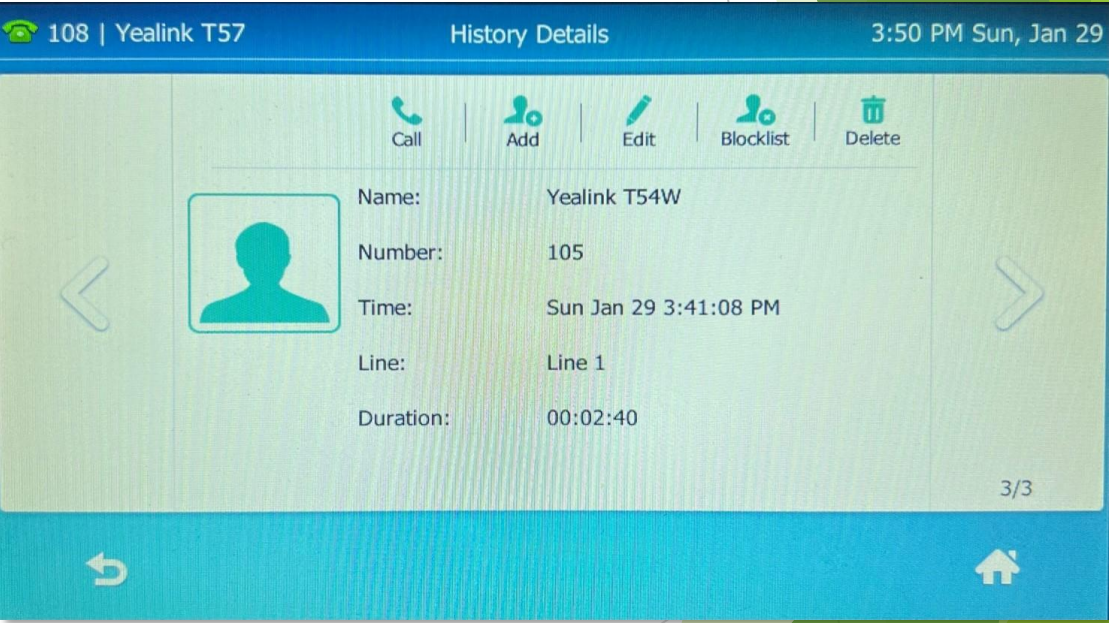 108 | Yealink T57 History Details 3:50 PM Sun, Jan 29
Call Add Edit Blocklist Delete
Name: Yealink T54W
Number: 105
Time: Sun Jan 29 3:41:08 PM
Line: Line 1
Duration: 00:02:40
3/3